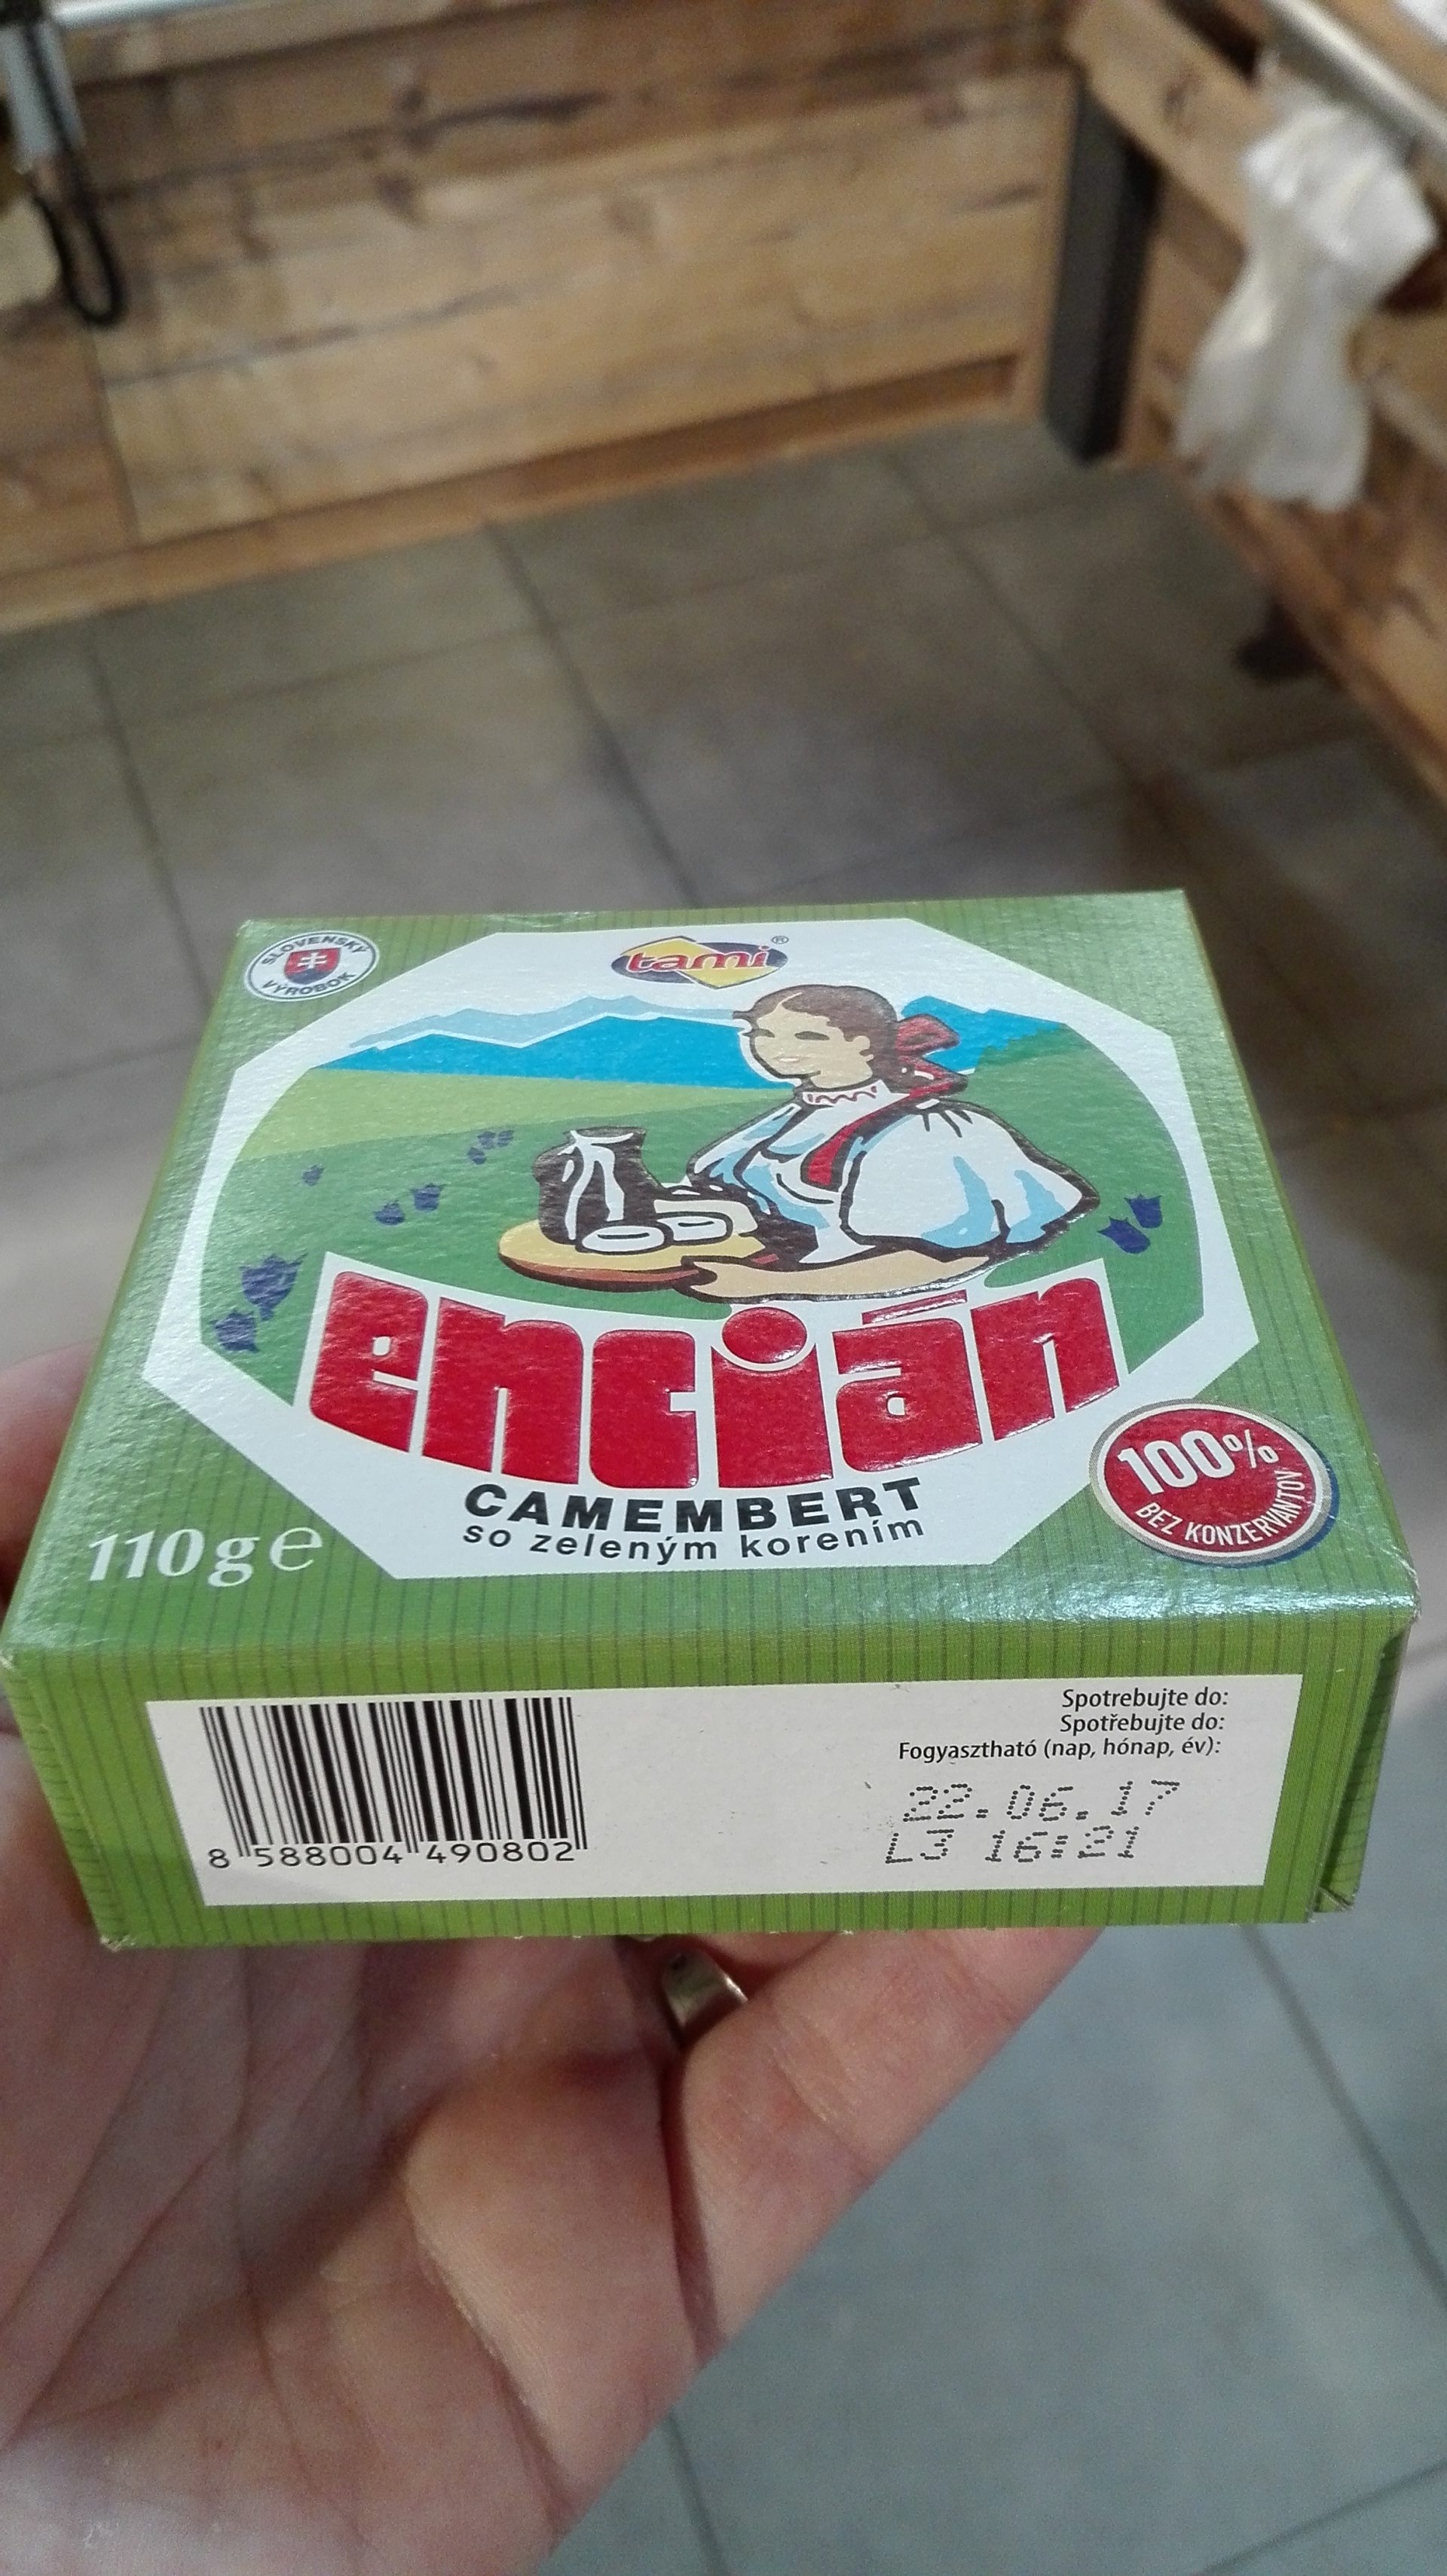 SLOVENSKÝ
VÝROBOK
tami®
encián
CAMEMBERT
so zeleným korením
110 g e
100%
BEZ KONZERVANTOV
Spotrebujte do:
Spotřebujte do:
Fogyasztható (nap, hónap, év):
22.06.17
L3 16:21
8 588004 490802